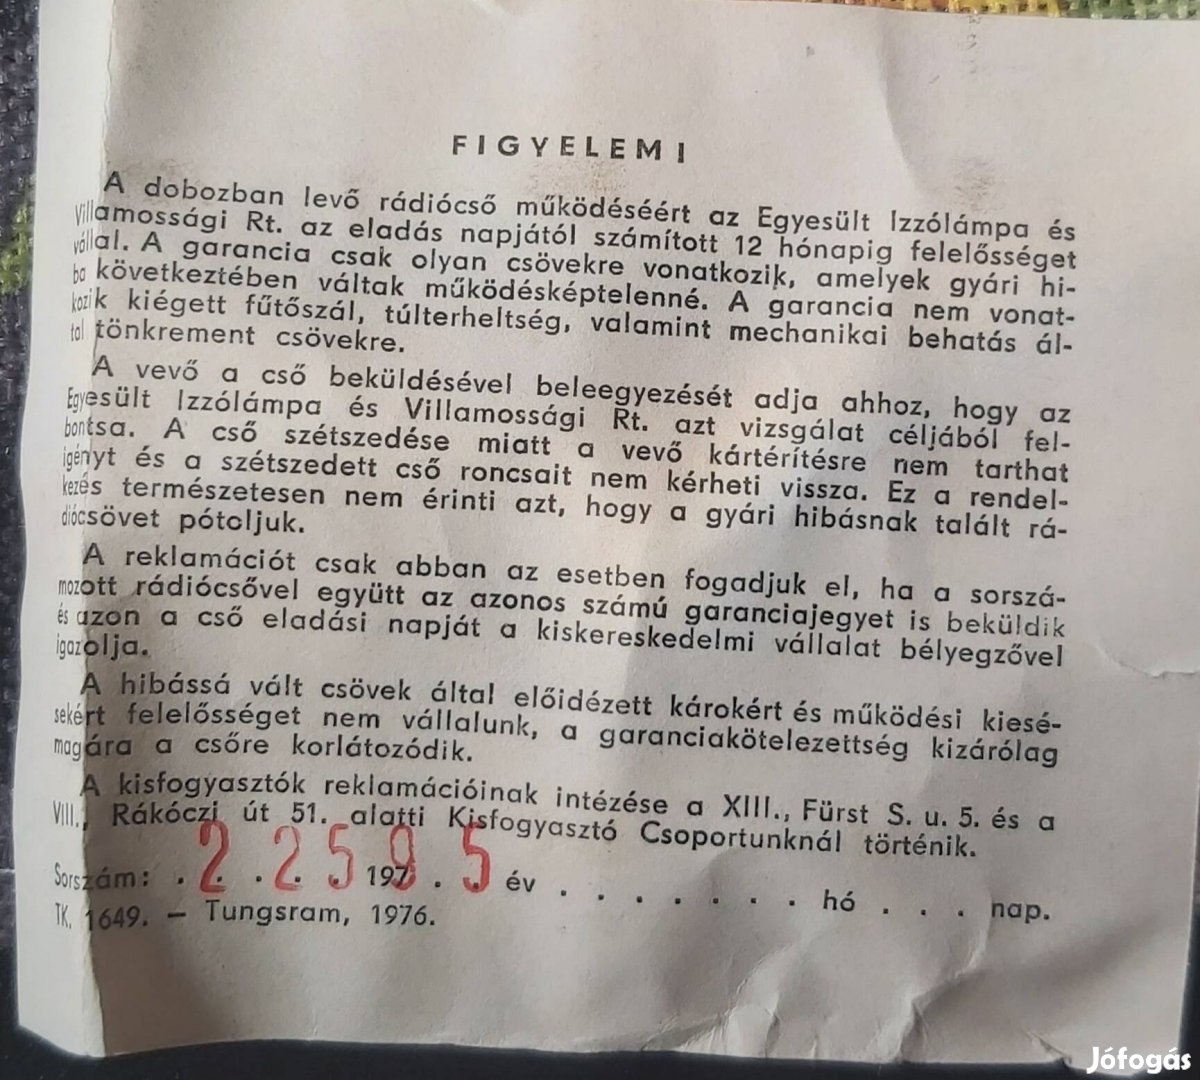 FIGYELEM!
A dobozban levő rádiócső működéséért az Egyesült Izzólámpa és
Villamossági Rt. az eladás napjától számított 12 hónapig felelősséget
vállal. A garancia csak olyan csövekre vonatkozik, amelyek gyári hi-
ba következtében váltak működésképtelenné. A garancia nem vonat-
kozik kiégett fűtőszál, túlterheltség, valamint mechanikai behatás ál-
tal tönkrement csövekre.
A vevő a cső beküldésével beleegyezését adja ahhoz, hogy az
Egyesült Izzólámpa és Villamossági Rt. azt vizsgálat céljából fel-
bontsa. A cső szétszedése miatt a vevő kártérítésre nem tarthat
igényt és a szétszedett cső roncsait nem kérheti vissza. Ez a rendel-
kezés természetesen nem érinti azt, hogy a gyári hibásnak talált rá-
diócsövet pótoljuk.
A reklamációt csak abban az esetben fogadjuk el, ha a sorszá-
mozott rádiócsővel együtt az azonos számú garanciajegyet is beküldik
és azon a cső eladási napját a kiskereskedelmi vállalat bélyegzővel
igazolja.
A hibássá vált csövek által előidézett károkért és működési kiesé-
sekért felelősséget nem vállalunk, a garanciakötelezettség kizárólag
magára a csőre korlátozódik.
A kisfogyasztók reklamációinak intézése a XIII., Fürst S. u. 5. és a
VIII., Rákóczi út 51. alatti Kisfogyasztó Csoportunknál történik.
22595
Sorszám: . . . . . 197 . . . év . . . . . . . hó . . . nap.
TK. 1649. — Tungsram, 1976.
Jófogás